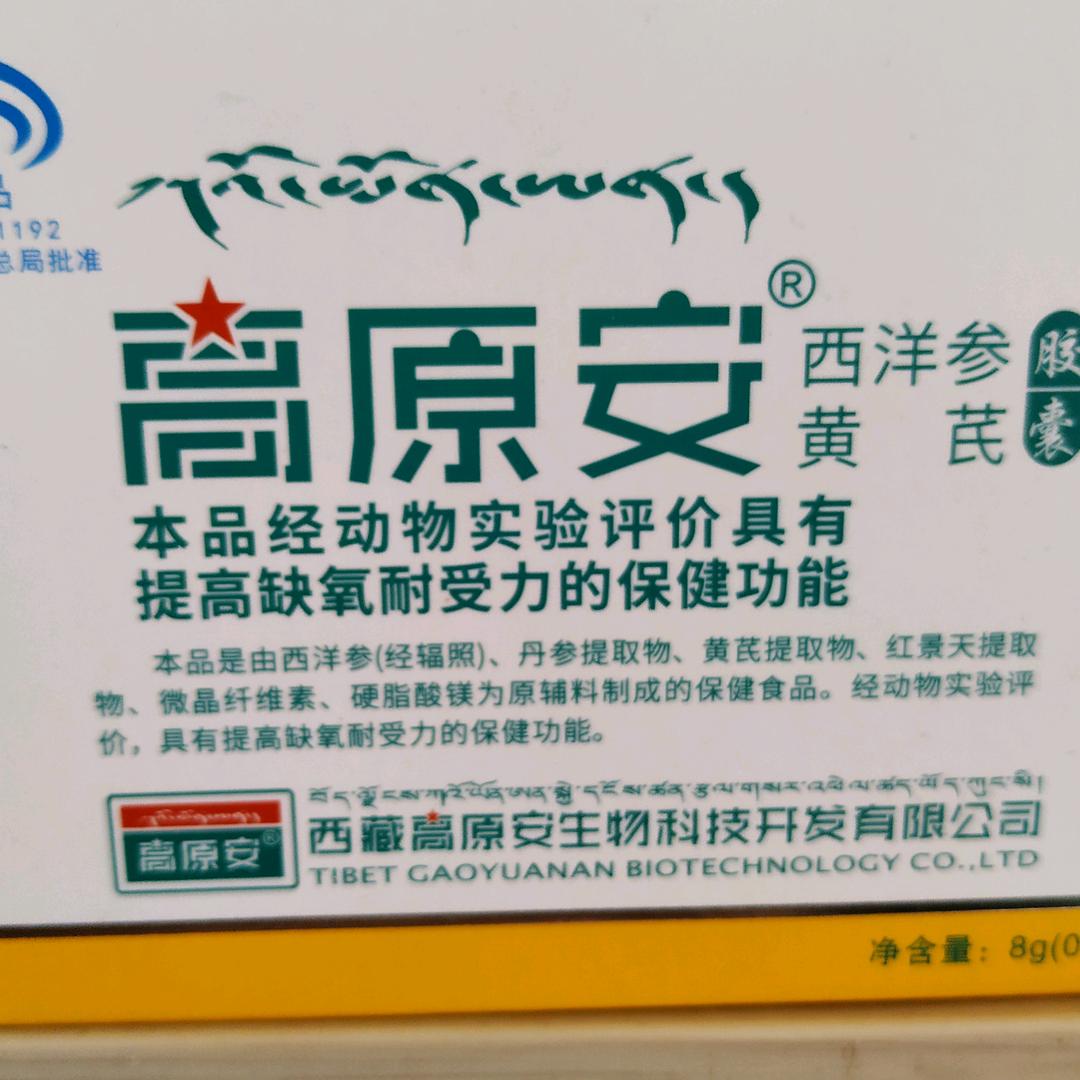 品
1192
总局批准
高原安®
西洋参
黄芪
胶囊
本品经动物实验评价具有
提高缺氧耐受力的保健功能
本品是由西洋参(经辐照)、丹参提取物、黄芪提取物、红景天提取
物、微晶纤维素、硬脂酸镁为原辅料制成的保健食品。经动物实验评
价，具有提高缺氧耐受力的保健功能。
高原安®
西藏高原安生物科技开发有限公司
TIBET GAOYUANAN BIOTECHNOLOGY CO.,LTD
净含量：8g(0